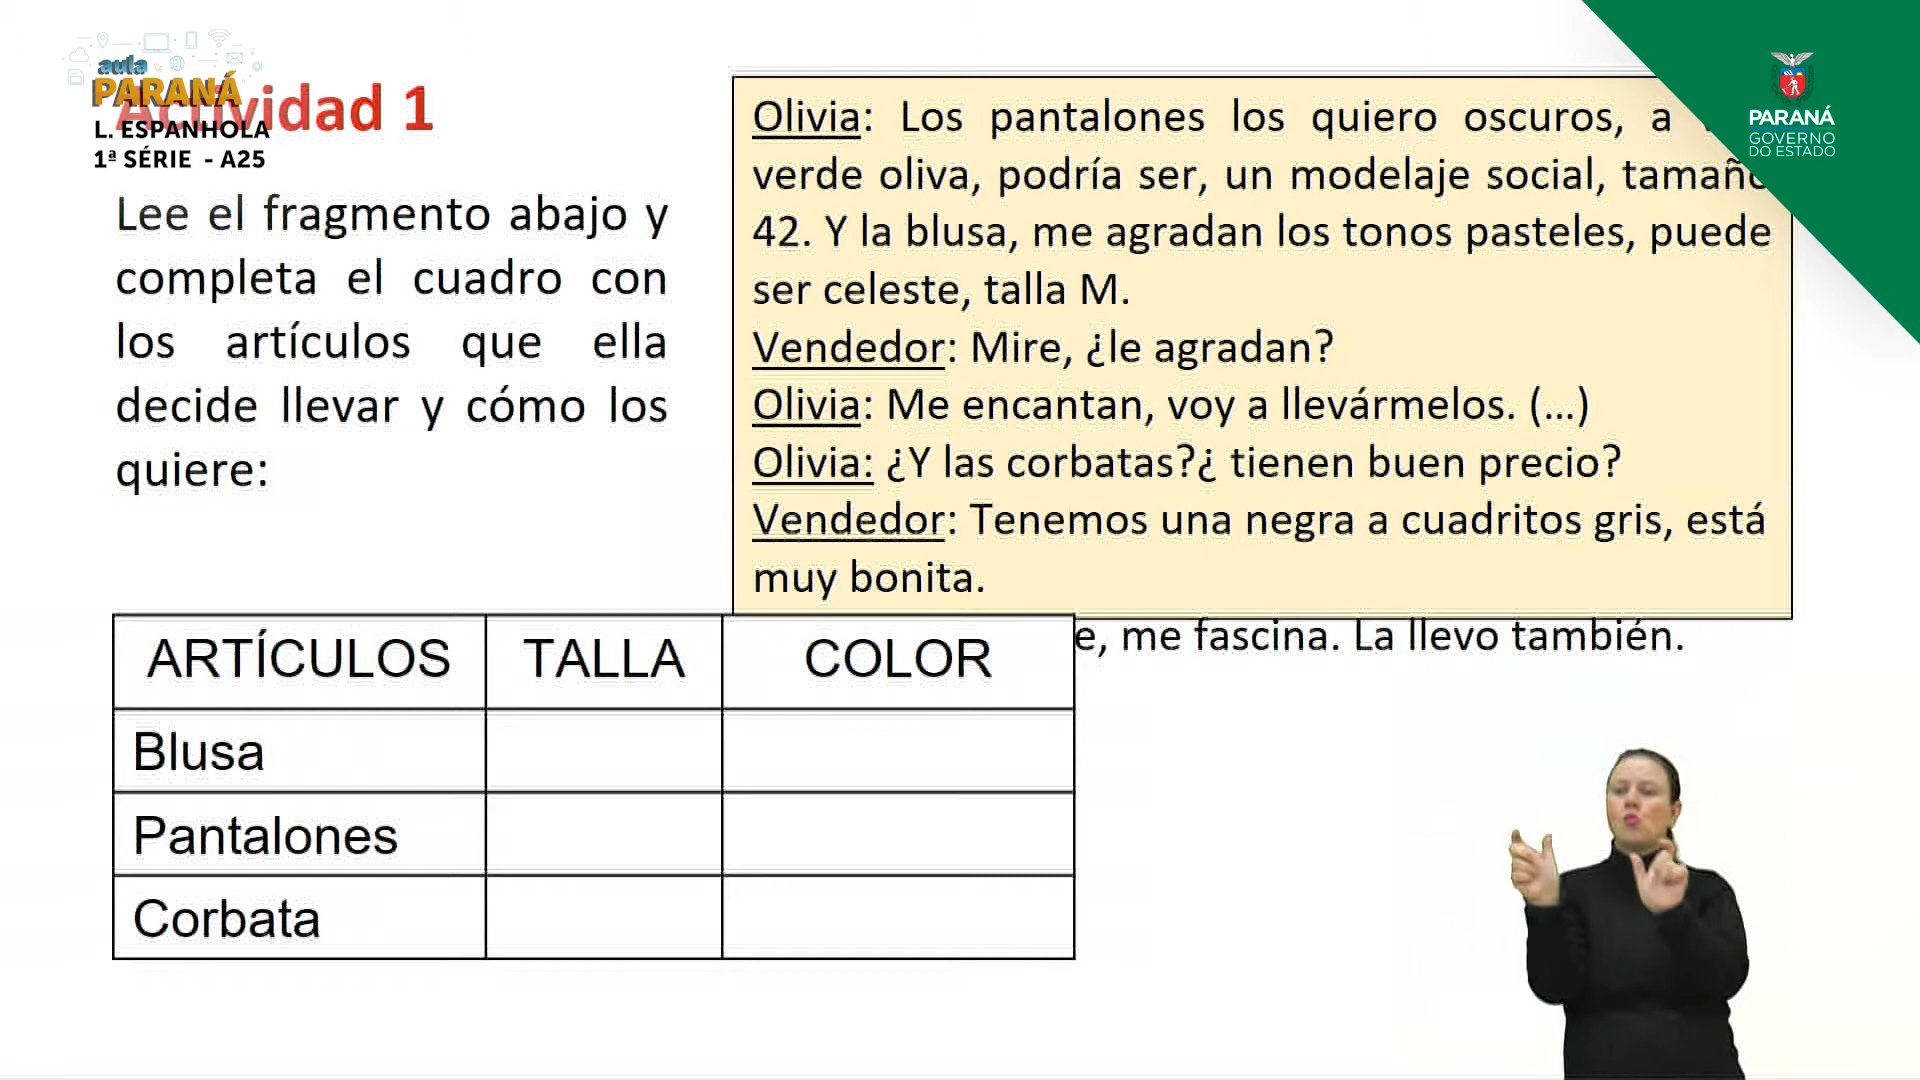 aula
PARANÁ
Actividad 1
L. ESPANHOLA
1ª SÉRIE - A25
Lee el fragmento abajo y
completa el cuadro con
los artículos que ella
decide llevar y cómo los
quiere:
Olivia: Los pantalones los quiero oscuros, a
verde oliva, podría ser, un modelaje social, tamaño
42. Y la blusa, me agradan los tonos pasteles, puede
ser celeste, talla M.
Vendedor: Mire, ¿le agradan?
Olivia: Me encantan, voy a llevármelos. (...)
Olivia: ¿Y las corbatas?¿ tienen buen precio?
Vendedor: Tenemos una negra a cuadritos gris, está
muy bonita.
e, me fascina. La llevo también.
PARANÁ
GOVERNO
DO ESTADO
ARTÍCULOS TALLA COLOR
Blusa
Pantalones
Corbata